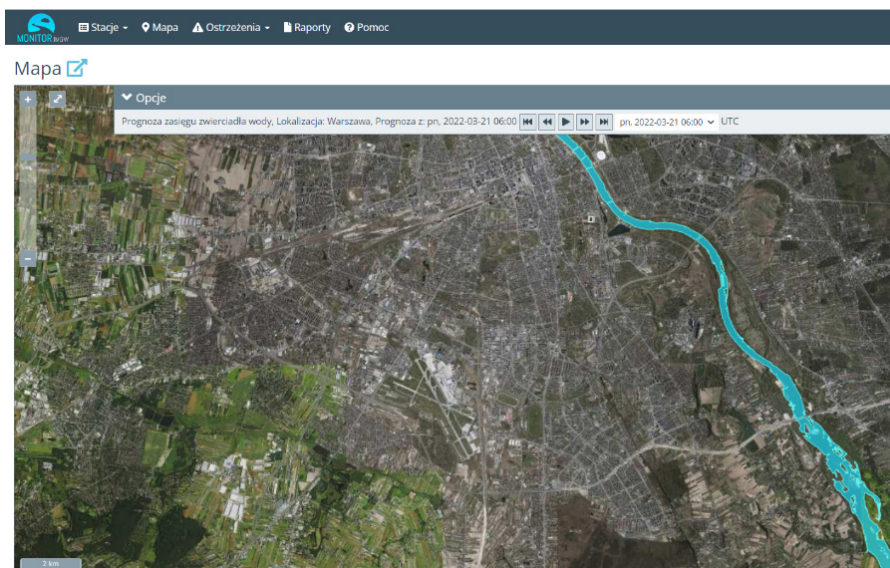 MONITOR IMGW
Stacje Mapa Ostrzeżenia Raporty Pomoc
Mapa
+
Opcje
Prognoza zasięgu zwierciadła wody, Lokalizacja: Warszawa, Prognoza z: pn, 2022-03-21 06:00 pn. 2022-03-21 06:00 UTC
−
2 km